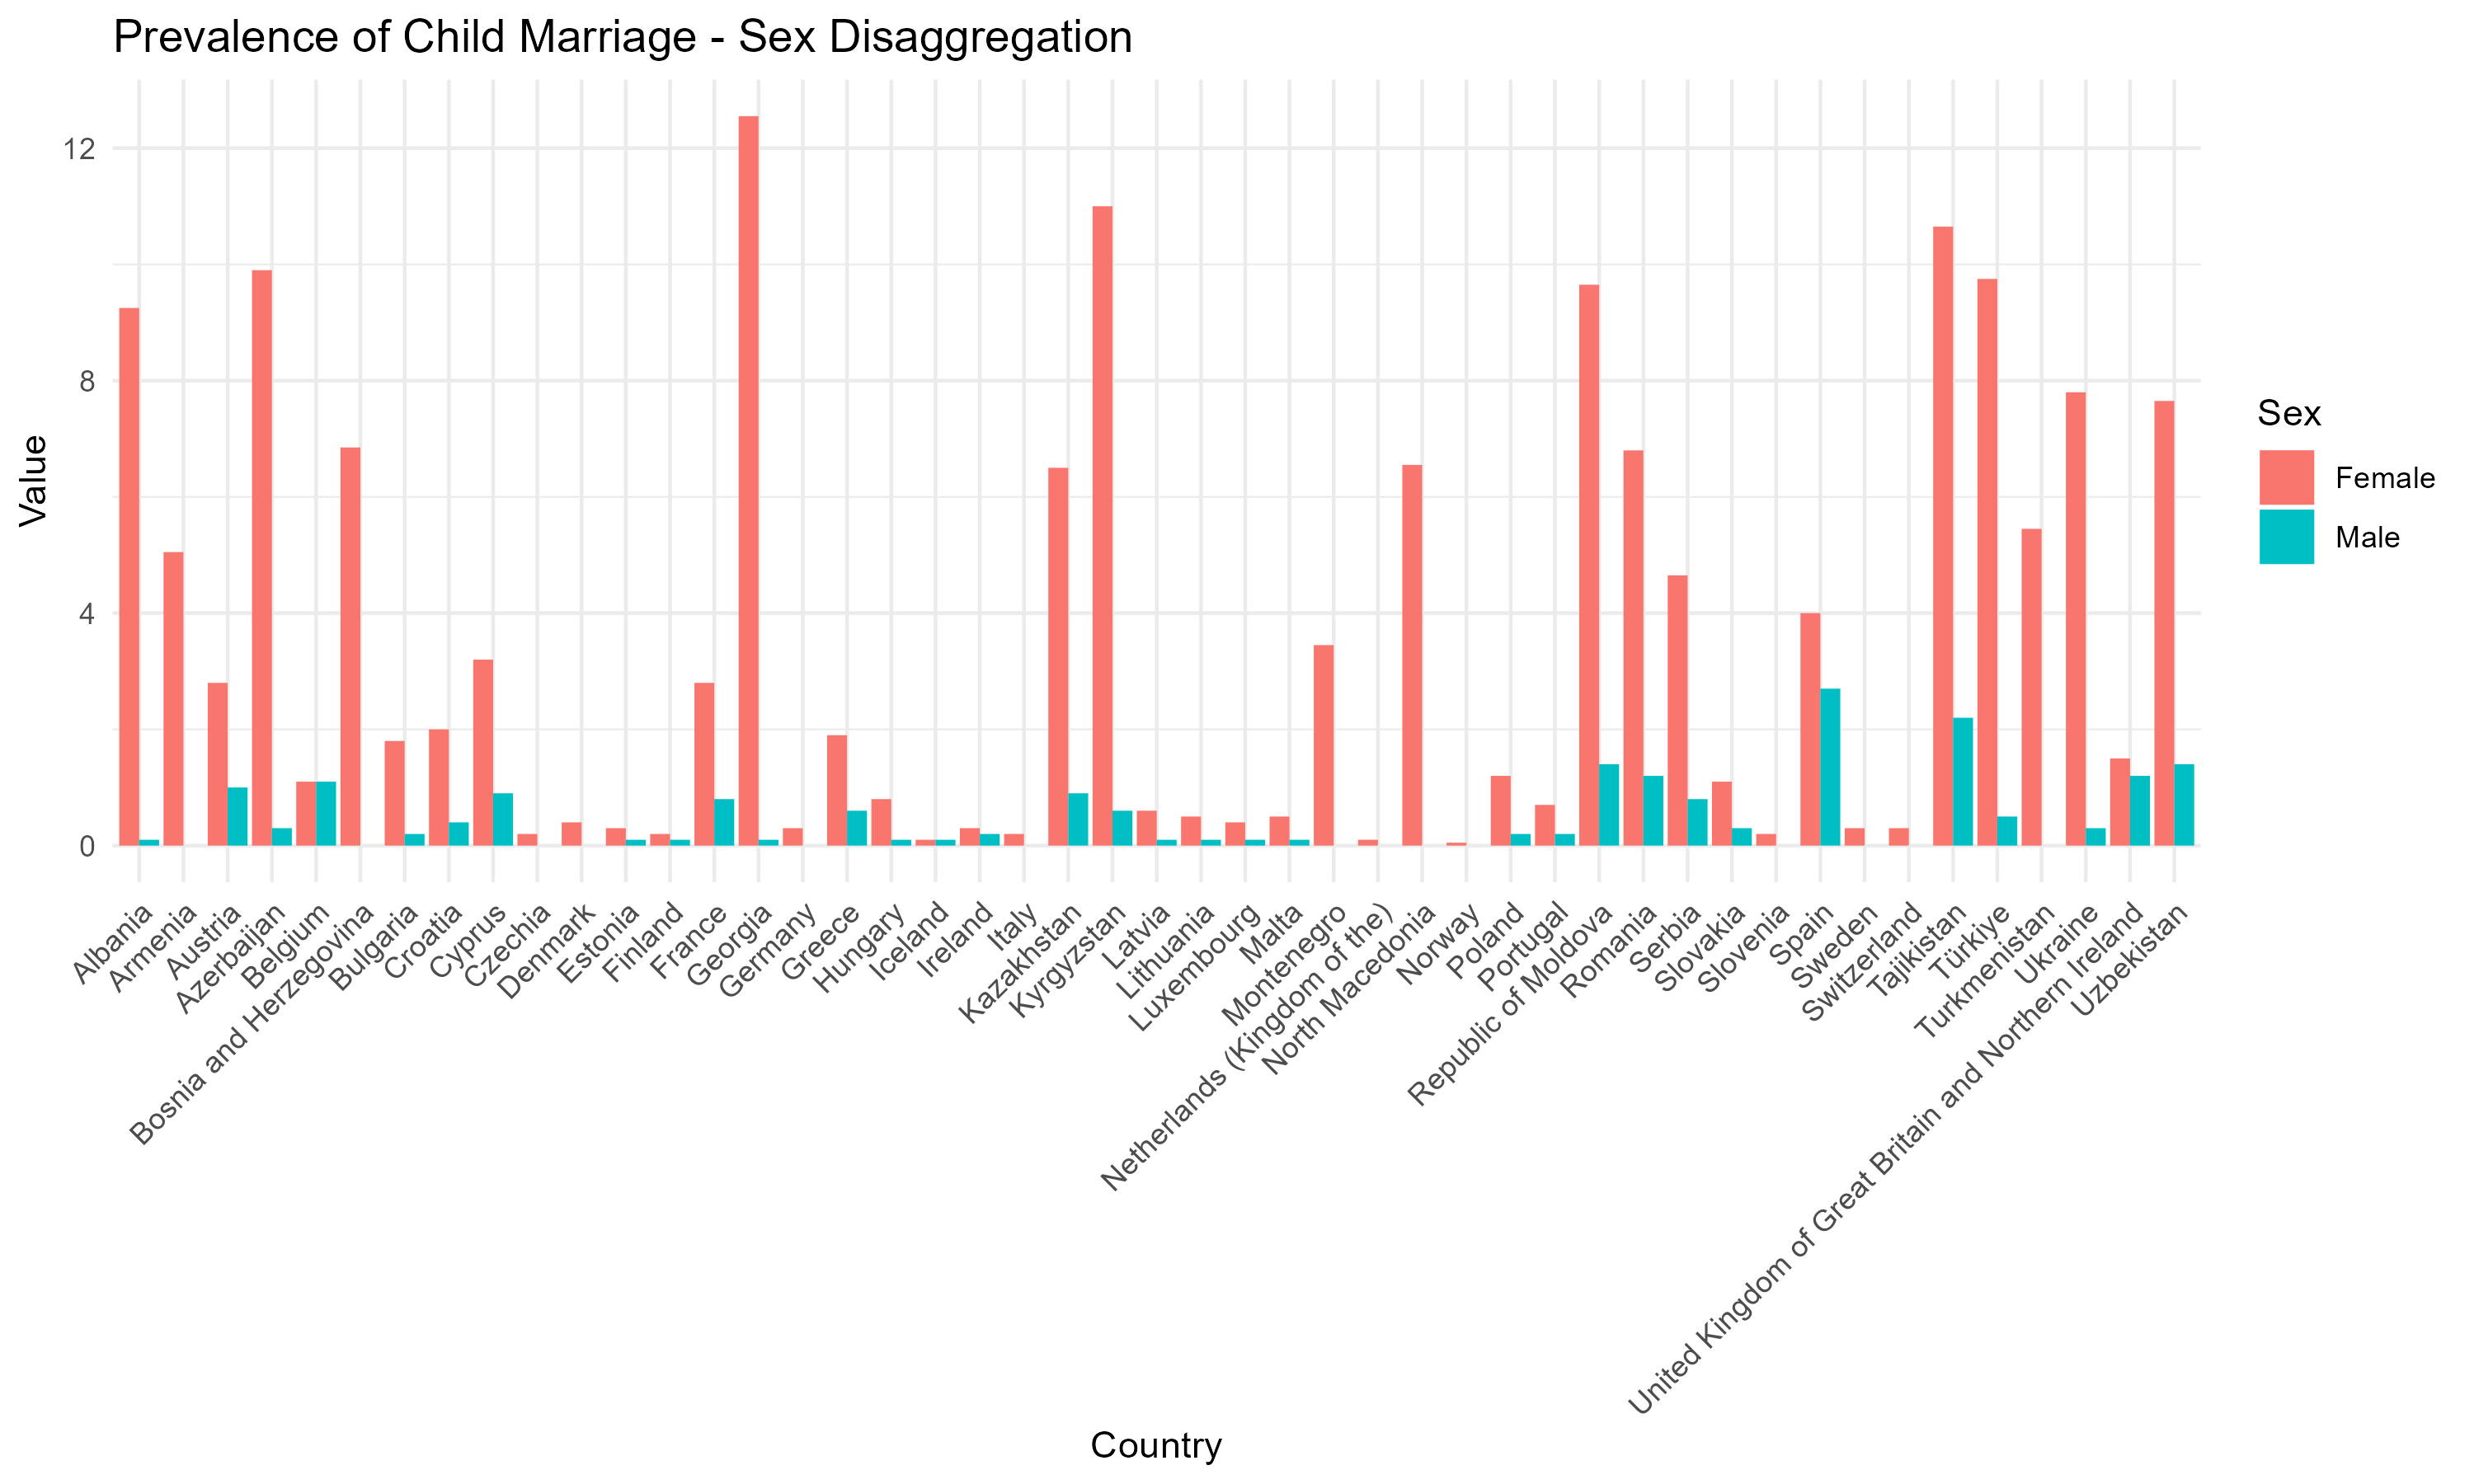 Prevalence of Child Marriage - Sex Disaggregation
Value
12
8
4
0
Albania
Armenia
Austria
Azerbaijan
Belgium
Bosnia and Herzegovina
Bulgaria
Croatia
Cyprus
Czechia
Denmark
Estonia
Finland
France
Georgia
Germany
Greece
Hungary
Iceland
Ireland
Italy
Kazakhstan
Kyrgyzstan
Latvia
Lithuania
Luxembourg
Malta
Montenegro
Netherlands (Kingdom of the)
North Macedonia
Norway
Poland
Portugal
Republic of Moldova
Romania
Serbia
Slovakia
Slovenia
Spain
Sweden
Switzerland
Tajikistan
Türkiye
Turkmenistan
Ukraine
United Kingdom of Great Britain and Northern Ireland
Uzbekistan
Country
Sex
Female
Male